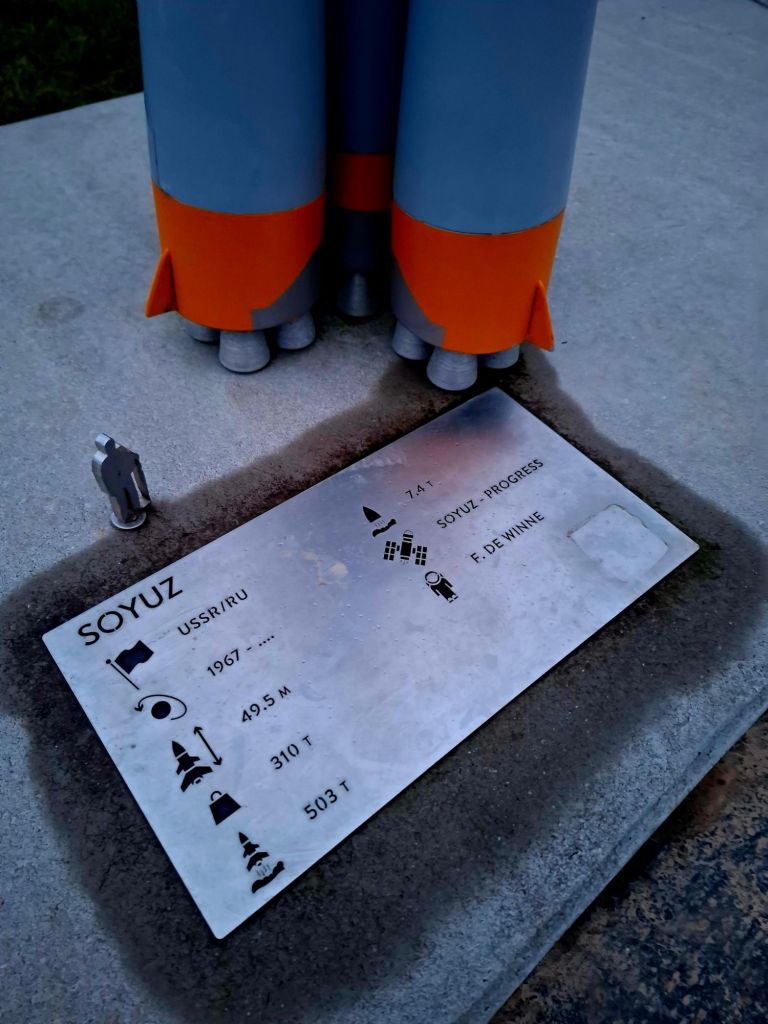 SOYUZ
USSR/RU
1967 - ....
49.5 M
310 T
503 T
7.4 T
SOYUZ - PROGRESS
F. DE WINNE